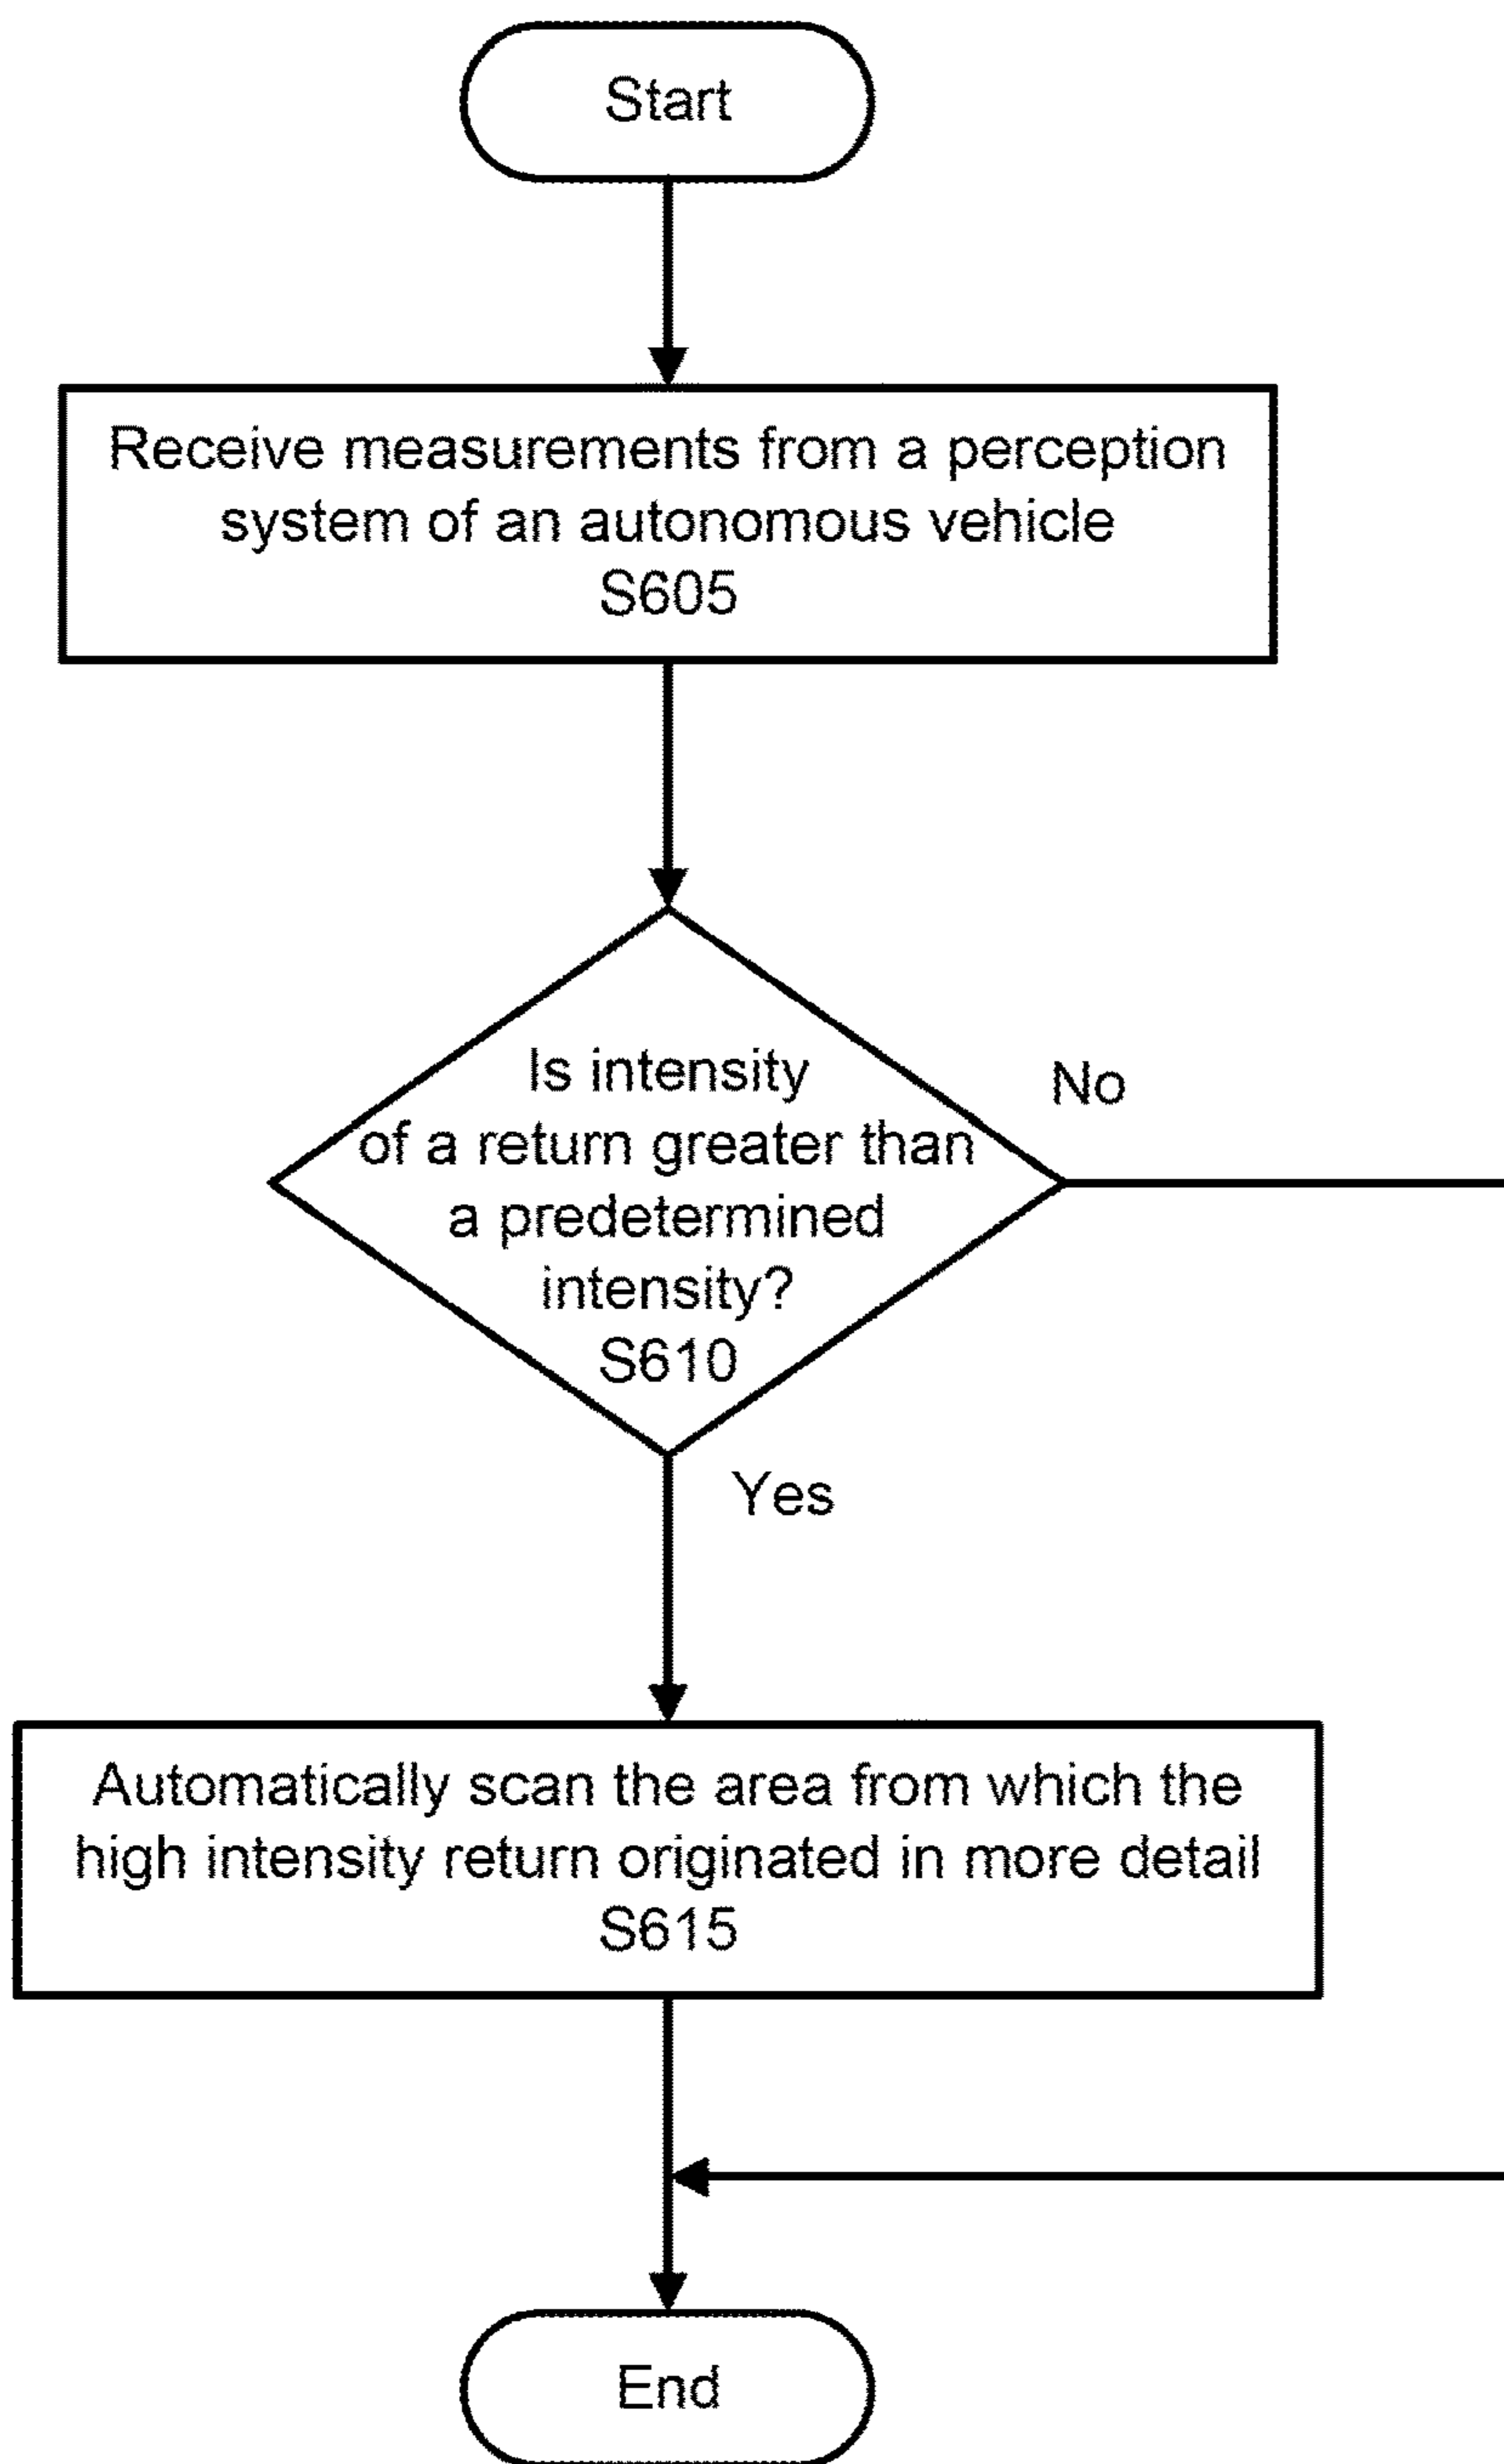 Start
Receive measurements from a perception
system of an autonomous vehicle
S605
Is intensity
of a return greater than
a predetermined
intensity?
S610
No
Yes
Automatically scan the area from which the
high intensity return originated in more detail
S615
End